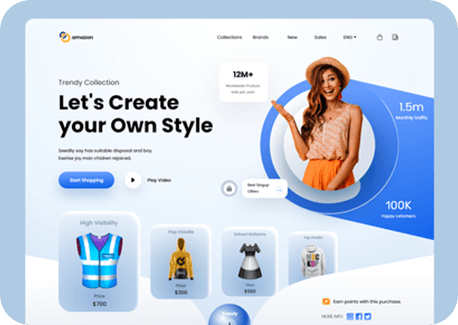 amazon
Collections Brands New Sales ENG
Trendy Collection
Let's Create
your Own Style
12M+
Worldwide Product
sale per year
1.5m
Monthly traffic
Seedily say has suitable disposal and boy.
Exercise joy man children rejoiced.
Start Shopping
Play Video
Best Singup
Offers
100K
Happy customers
High Visibility
Price
$700
Pup Hoodie
Price
$300
School Uniform
Price
$550
Pup Hoodie
Trendy
Earn points with this purchase.
MORE INFO